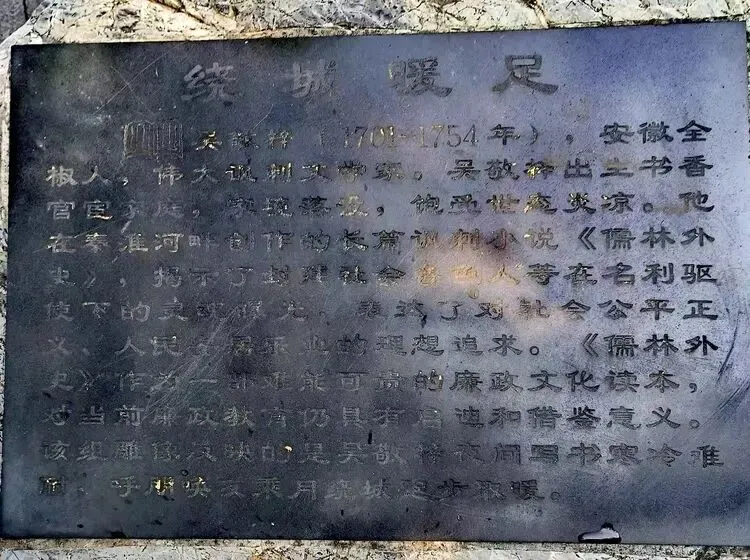 绕城暖足
吴敬梓（1701-1754年），安徽全
椒人，伟大讽刺文学家。吴敬梓出生书香
官宦家庭，家境落没，饱受世态炎凉。他
在秦淮河畔创作的长篇讽刺小说《儒林外
史》，揭示了封建社会各色人等在名利驱
使下的灵魂 ，表达了对社会公平正
义、人民安居乐业的理想追求。《儒林外
史》作为一部难能可贵的廉政文化读本，
对当前廉政教育仍具有启迪和借鉴意义。
该组雕像反映的是吴敬梓夜间写书寒冷难
耐，呼朋唤友乘月绕城 步取暖。